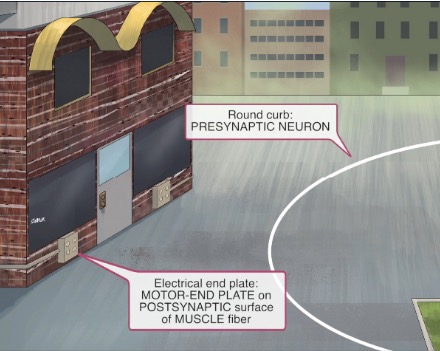 Round curb:
PRESYNAPTIC NEURON
Electrical end plate:
MOTOR-END PLATE on
POSTSYNAPTIC surface
of MUSCLE fiber